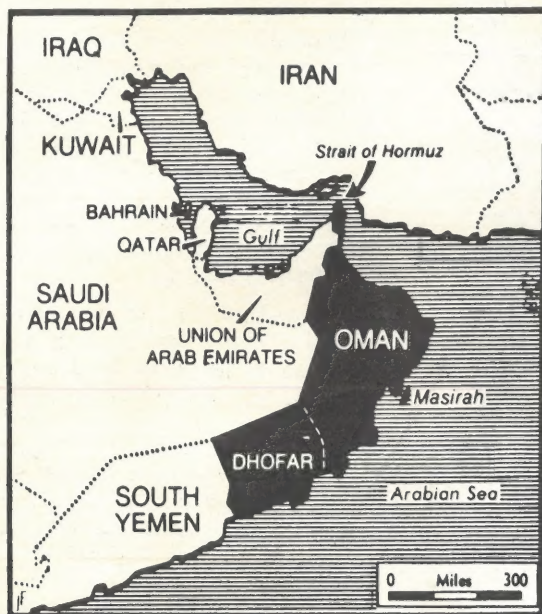 IRAQ
IRAN
KUWAIT
Strait of Hormuz
BAHRAIN
QATAR
Gulf
SAUDI
ARABIA
UNION OF
ARAB EMIRATES
OMAN
Masirah
DHOFAR
SOUTH
YEMEN
Arabian Sea
0 Miles 300